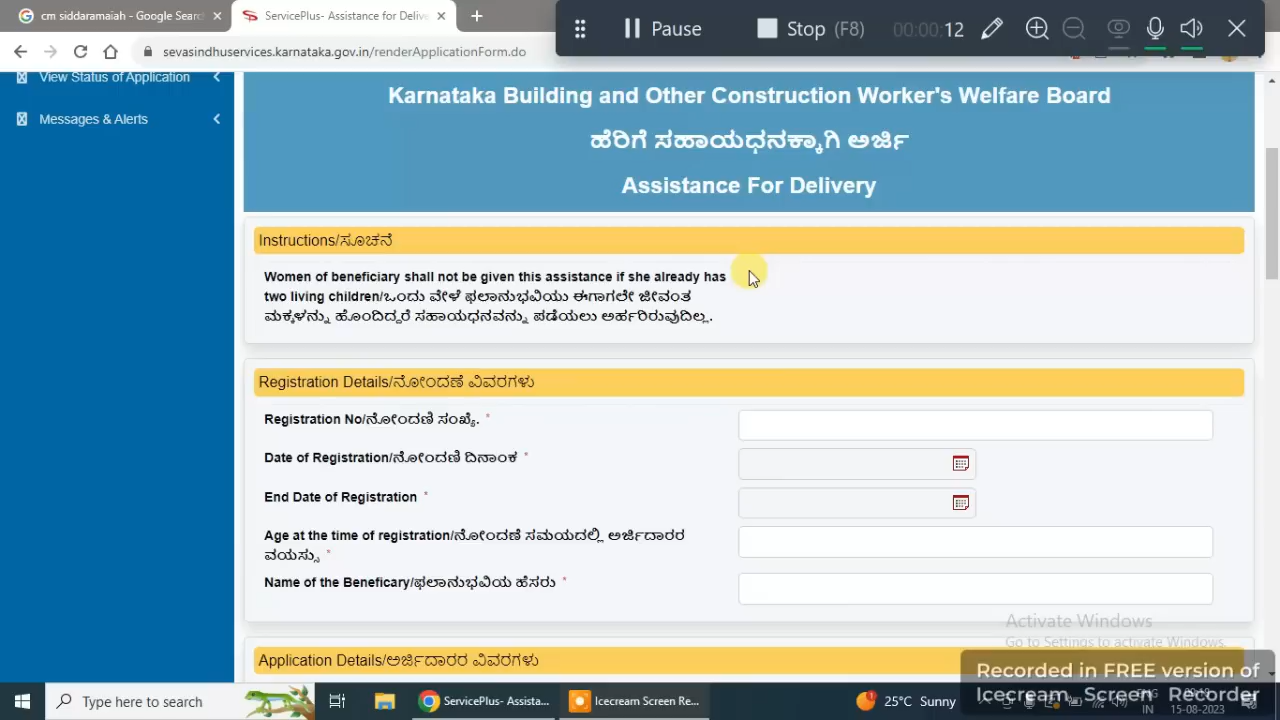 cm siddaramaiah - Google Sear
ServicePlus- Assistance for Deliv
Pause
Stop (F8)
00:00:12
sevasindhuservices.karnataka.gov.in/renderApplicationForm.do
View Status of Application
Messages & Alerts
Karnataka Building and Other Construction Worker's Welfare Board
ಹೆರಿಗೆ ಸಹಾಯಧನಕ್ಕಾಗಿ ಅರ್ಜಿ
Assistance For Delivery
Instructions/ಸೂಚನೆ
Women of beneficiary shall not be given this assistance if she already has
two living children/ಒಂದು ವೇಳೆ ಫಲಾನುಭವಿಯು ಈಗಾಗಲೇ ಜೀವಂತ
ಮಕ್ಕಳನ್ನು ಹೊಂದಿದ್ದರೆ ಸಹಾಯಧನವನ್ನು ಪಡೆಯಲು ಅರ್ಹರಿರುವುದಿಲ್ಲ.
Registration Details/ನೋಂದಣೆ ವಿವರಗಳು
Registration No/ನೋಂದಣಿ ಸಂಖ್ಯೆ. *
Date of Registration/ನೋಂದಣಿ ದಿನಾಂಕ *
End Date of Registration *
Age at the time of registration/ನೋಂದಣೆ ಸಮಯದಲ್ಲಿ ಅರ್ಜಿದಾರರ
ವಯಸ್ಸು *
Name of the Beneficary/ಫಲಾನುಭವಿಯ ಹೆಸರು *
Activate Windows
Go to Settings to activate Windows.
Application Details/ಅರ್ಜಿದಾರರ ವಿವರಗಳು
Recorded in FREE version of
Icecream Screen Recorder
Type here to search
ServicePlus- Assista...
Icecream Screen Re...
25°C Sunny
IN
15-08-2023